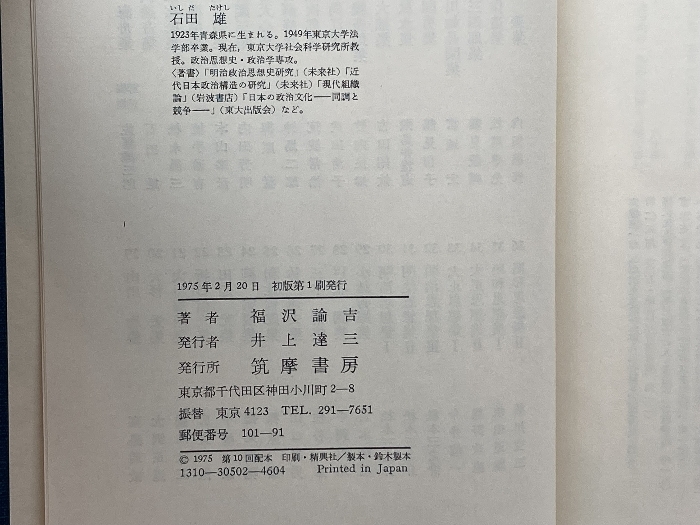 いしだ たけし
石田 雄
1923年青森県に生まれる。1949年東京大学法
学部卒業。現在，東京大学社会科学研究所教
授。政治思想史・政治学専攻。
〈著書〉「明治政治思想史研究」（未来社）「近
代日本政治構造の研究」（未来社）「現代組織
論」（岩波書店）「日本の政治文化——同調と
競争——」（東大出版会）など。
1975年2月20日 初版第1刷発行
著者 福沢諭吉
発行者 井上達三
発行所 筑摩書房
東京都千代田区神田小川町2—8
振替 東京4123 TEL. 291—7651
郵便番号 101—91
© 1975 第10回配本 印刷・精興社／製本・鈴木製本
1310—30502—4604 Printed in Japan